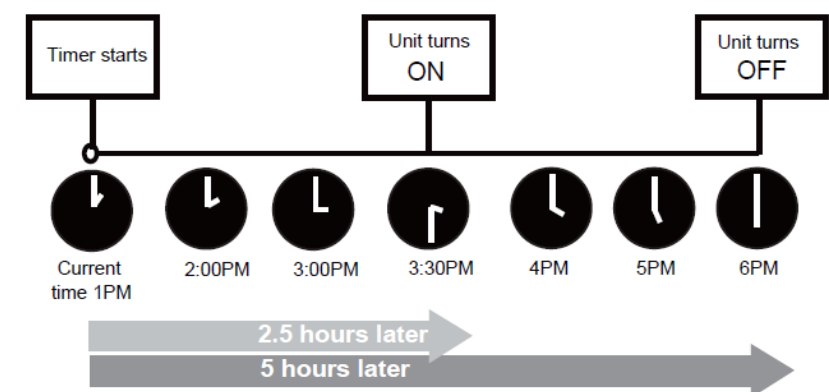 Timer starts
Unit turns
ON
Unit turns
OFF
Current
time 1PM
2:00PM
3:00PM
3:30PM
4PM
5PM
6PM
2.5 hours later
5 hours later